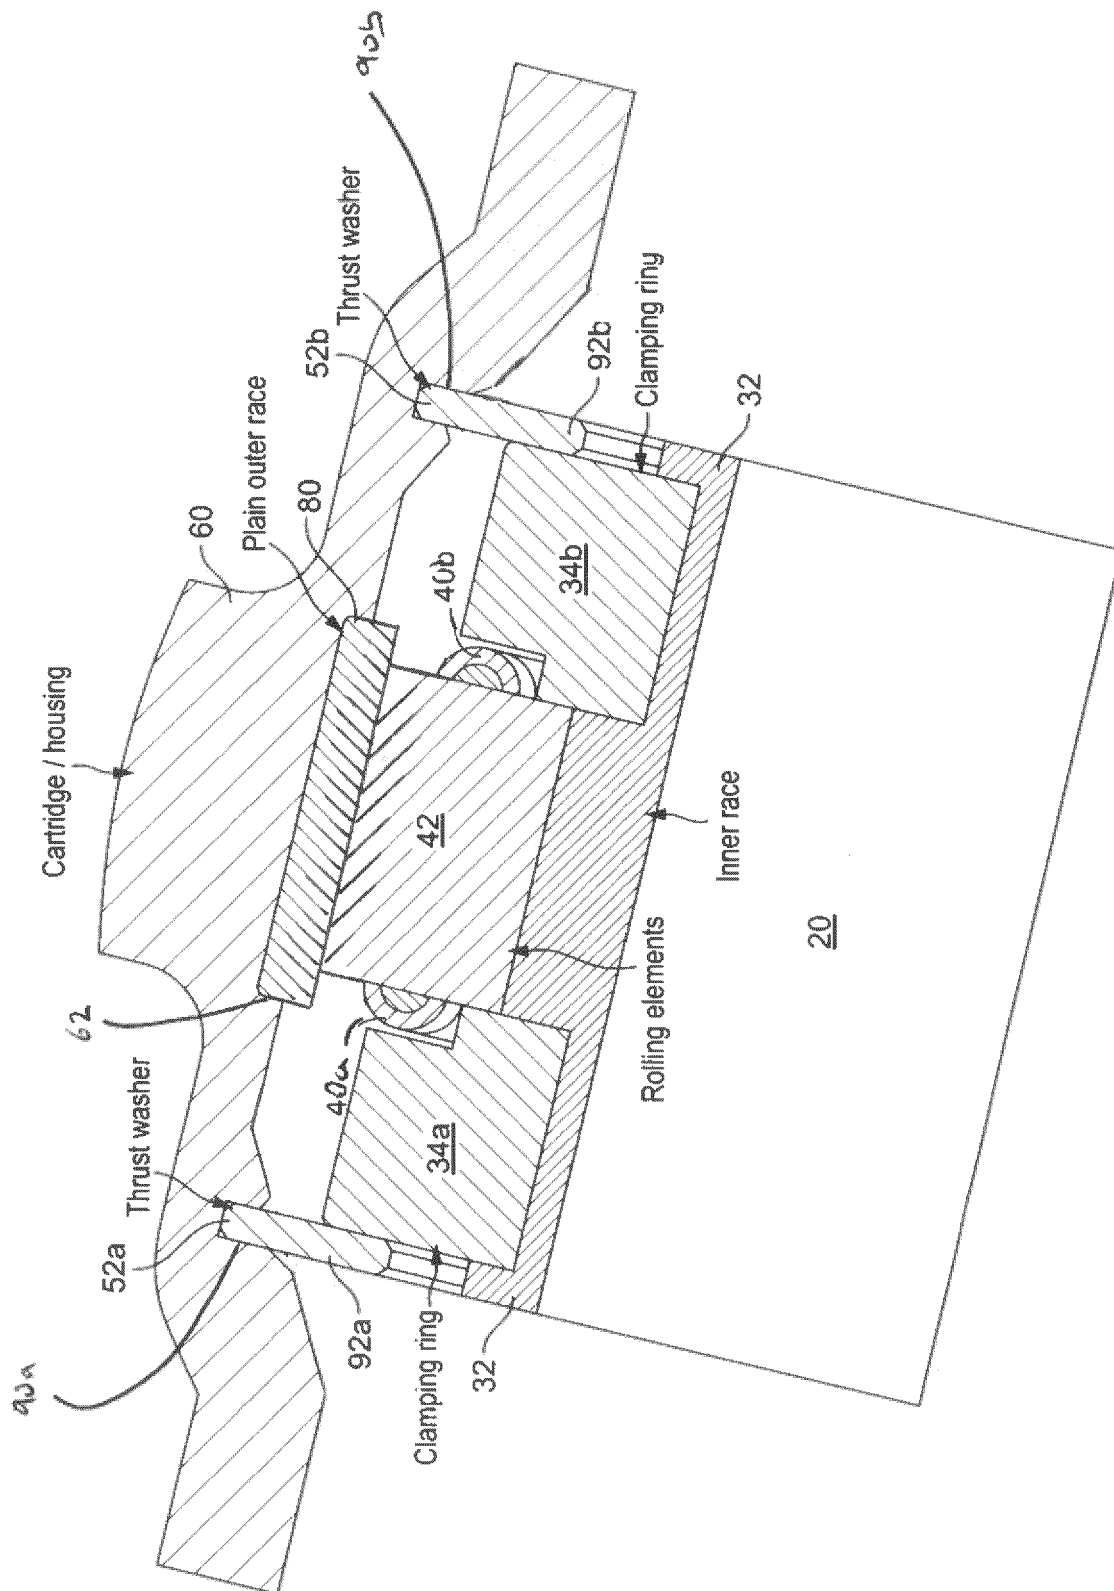 Cartridge / housing
60
Plain outer race
80
52b
Thrust washer
90b
62
Thrust washer
52a
90a
40a
40b
42
34a
34b
92a
92b
Clamping ring
Clamping ring
32
32
Rolling elements
Inner race
20